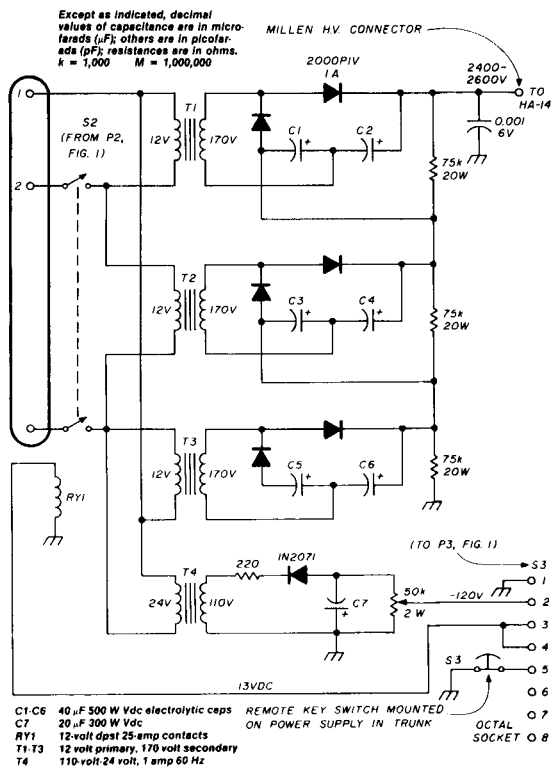 Except as indicated, decimal
values of capacitance are in micro-
farads (µF); others are in picofar-
ads (pF); resistances are in ohms.
k = 1,000 M = 1,000,000
MILLEN H.V. CONNECTOR
2000PIV
1A
2400-
2600V
TO
HA-14
0.001
6V
1
S2
(FROM P2,
FIG. 1)
2
T1
12V
170V
C1
+
C2
+
75k
20W
T2
12V
170V
C3
+
C4
+
75k
20W
T3
12V
170V
C5
+
C6
+
75k
20W
RY1
T4
24V
110V
220
1N2071
C7
+
50k
2W
-120V
(TO P3, FIG. 1)
S3
1
2
3
4
S3
5
6
7
8
OCTAL
SOCKET
13VDC
REMOTE KEY SWITCH MOUNTED
ON POWER SUPPLY IN TRUNK
C1-C6 40 µF 500 W Vdc electrolytic caps
C7 20 µF 300 W Vdc
RY1 12-volt dpst 25-amp contacts
T1-T3 12 volt primary, 170 volt secondary
T4 110-volt-24 volt, 1 amp 60 Hz